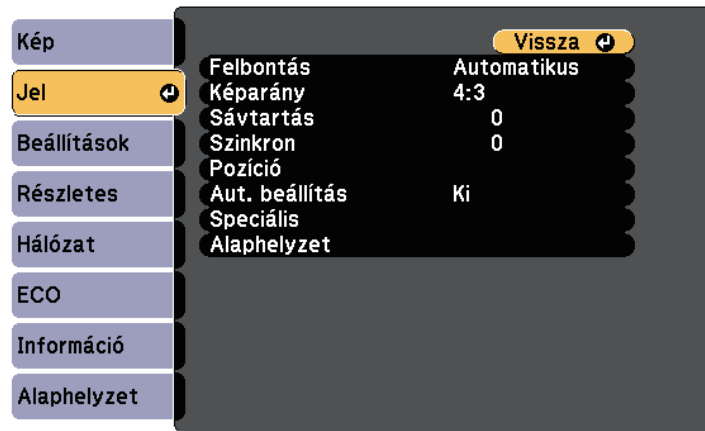 Kép
Jel
Beállítások
Részletes
Hálózat
ECO
Információ
Alaphelyzet
Vissza
Felbontás Automatikus
Képarány 4:3
Sávtartás 0
Szinkron 0
Pozíció
Aut. beállítás Ki
Speciális
Alaphelyzet